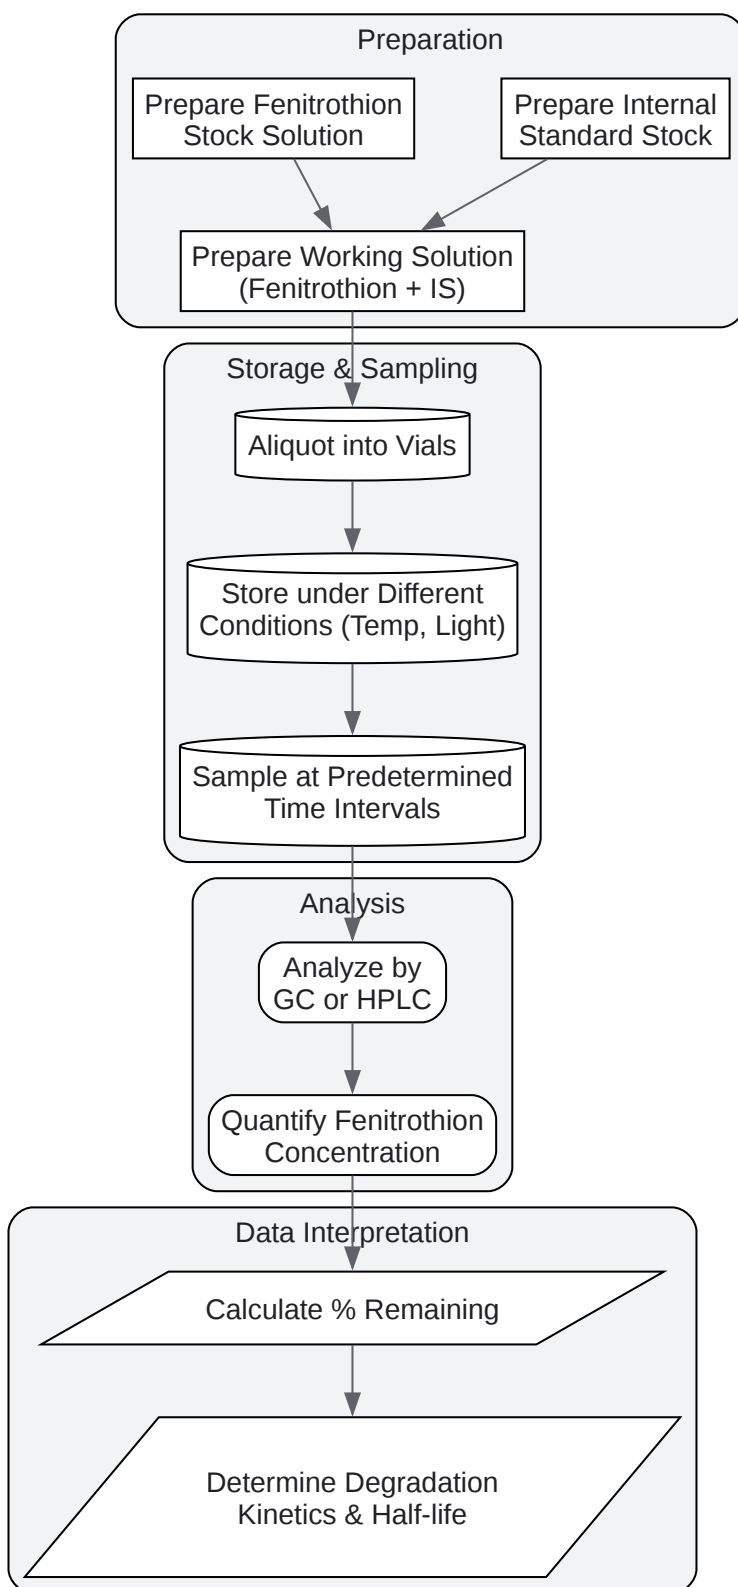 Preparation
Prepare Fenitrothion
Stock Solution
Prepare Internal
Standard Stock
Prepare Working Solution
(Fenitrothion + IS)
Storage & Sampling
Aliquot into Vials
Store under Different
Conditions (Temp, Light)
Sample at Predetermined
Time Intervals
Analysis
Analyze by
GC or HPLC
Quantify Fenitrothion
Concentration
Data Interpretation
Calculate % Remaining
Determine Degradation
Kinetics & Half-life